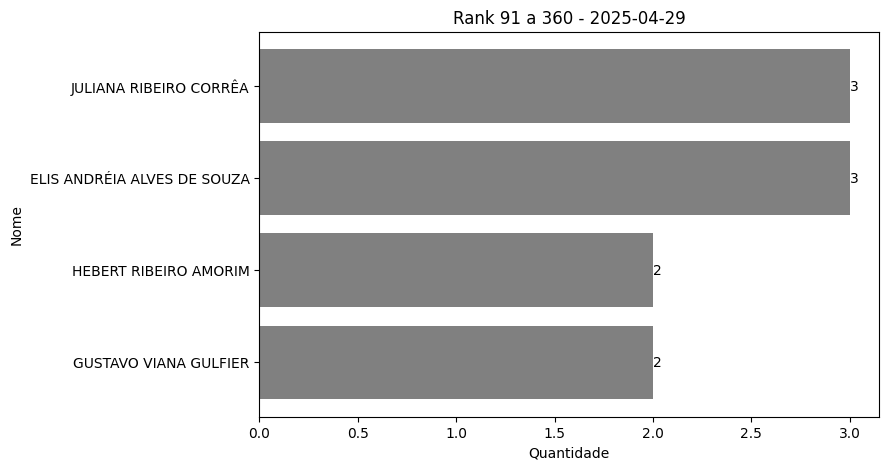 Rank 91 a 360 - 2025-04-29
Nome
JULIANA RIBEIRO CORRÊA
3
ELIS ANDRÉIA ALVES DE SOUZA
3
HEBERT RIBEIRO AMORIM
2
GUSTAVO VIANA GULFIER
2
0.0 0.5 1.0 1.5 2.0 2.5 3.0
Quantidade